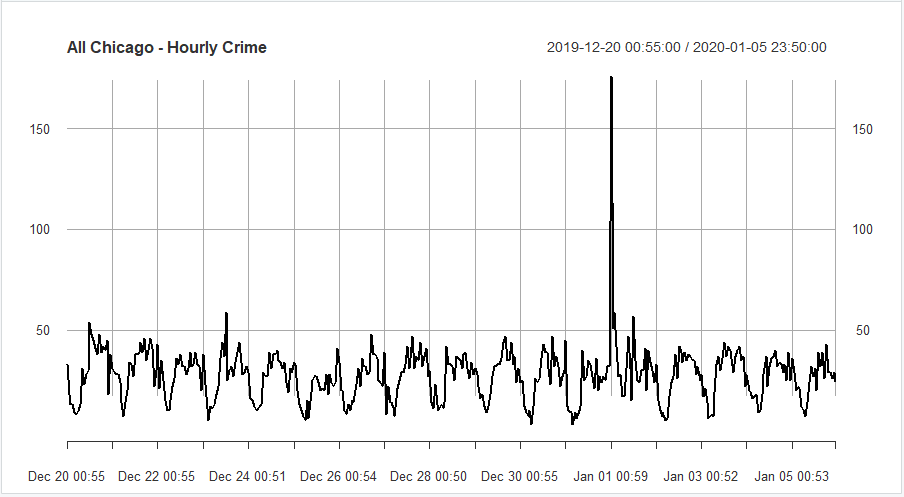 All Chicago - Hourly Crime 2019-12-20 00:55:00 / 2020-01-05 23:50:00
150 150
100 100
50 50
Dec 20 00:55 Dec 22 00:55 Dec 24 00:51 Dec 26 00:54 Dec 28 00:50 Dec 30 00:55 Jan 01 00:59 Jan 03 00:52 Jan 05 00:53